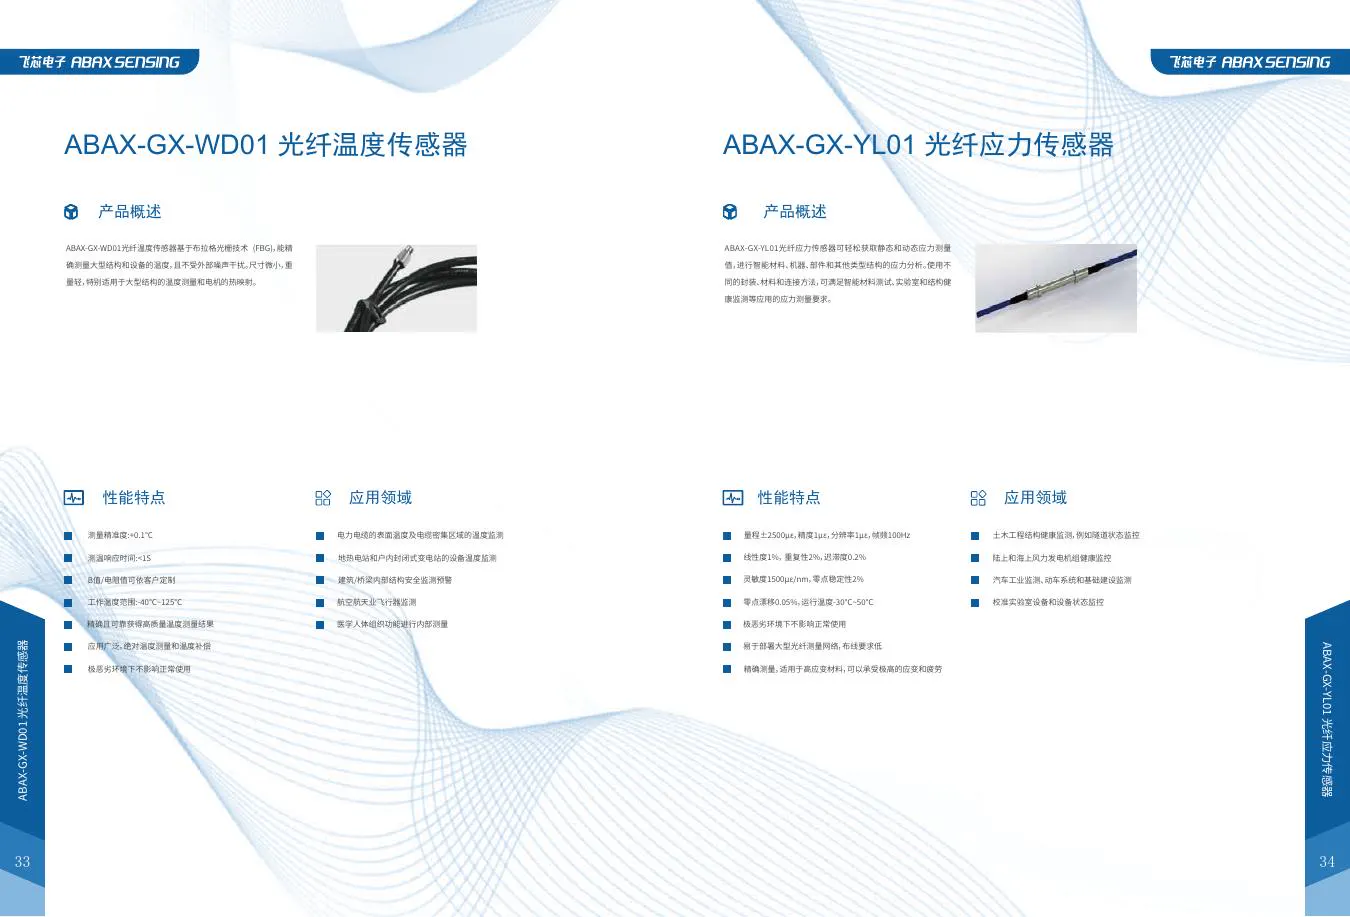 飞芯电子 ABAX SENSING
ABAX-GX-WD01 光纤温度传感器
产品概述
ABAX-GX-WD01光纤温度传感器基于布拉格光栅技术 (FBG),能精
确测量大型结构和设备的温度,且不受外部噪声干扰。尺寸微小,重
量轻,特别适用于大型结构的温度测量和电机的热映射。
性能特点
测量精准度:+0.1℃
测温响应时间:<1S
B值/电阻值可依客户定制
工作温度范围:-40℃~125℃
精确且可靠获得高质量温度测量结果
应用广泛,绝对温度测量和温度补偿
极恶劣环境下不影响正常使用
应用领域
电力电缆的表面温度及电缆密集区域的温度监测
地热电站和户内封闭式变电站的设备温度监测
建筑/桥梁内部结构安全监测预警
航空航天业飞行器监测
医学人体组织功能进行内部测量
ABAX-GX-WD01 光纤温度传感器
33
飞芯电子 ABAX SENSING
ABAX-GX-YL01 光纤应力传感器
产品概述
ABAX-GX-YL01光纤应力传感器可轻松获取静态和动态应力测量
值,进行智能材料、机器、部件和其他类型结构的应力分析。使用不
同的封装、材料和连接方法,可满足智能材料测试、实验室和结构健
康监测等应用的应力测量要求。
性能特点
量程±2500με,精度1με,分辨率1με,帧频100Hz
线性度1%, 重复性2%,迟滞度0.2%
灵敏度1500με/nm,零点稳定性2%
零点漂移0.05%,运行温度-30℃~50℃
极恶劣环境下不影响正常使用
易于部署大型光纤测量网络,布线要求低
精确测量,适用于高应变材料,可以承受极高的应变和疲劳
应用领域
土木工程结构健康监测,例如隧道状态监控
陆上和海上风力发电机组健康监控
汽车工业监测、动车系统和基础建设监测
校准实验室设备和设备状态监控
ABAX-GX-YL01 光纤应力传感器
34